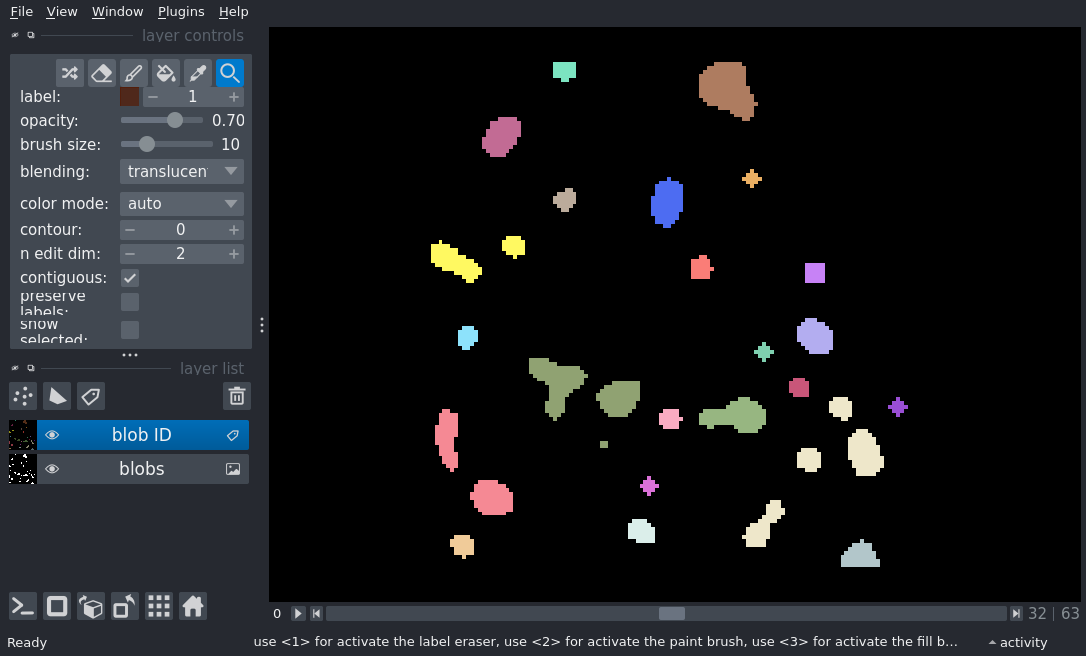 File View Window Plugins Help
layer controls
label: 1
opacity: 0.70
brush size: 10
blending: translucen
color mode: auto
contour: 0
n edit dim: 2
contiguous:
preserve
labels:
show
selected:
layer list
blob ID
blobs
0 32 | 63
Ready use <1> for activate the label eraser, use <2> for activate the paint brush, use <3> for activate the fill b... activity